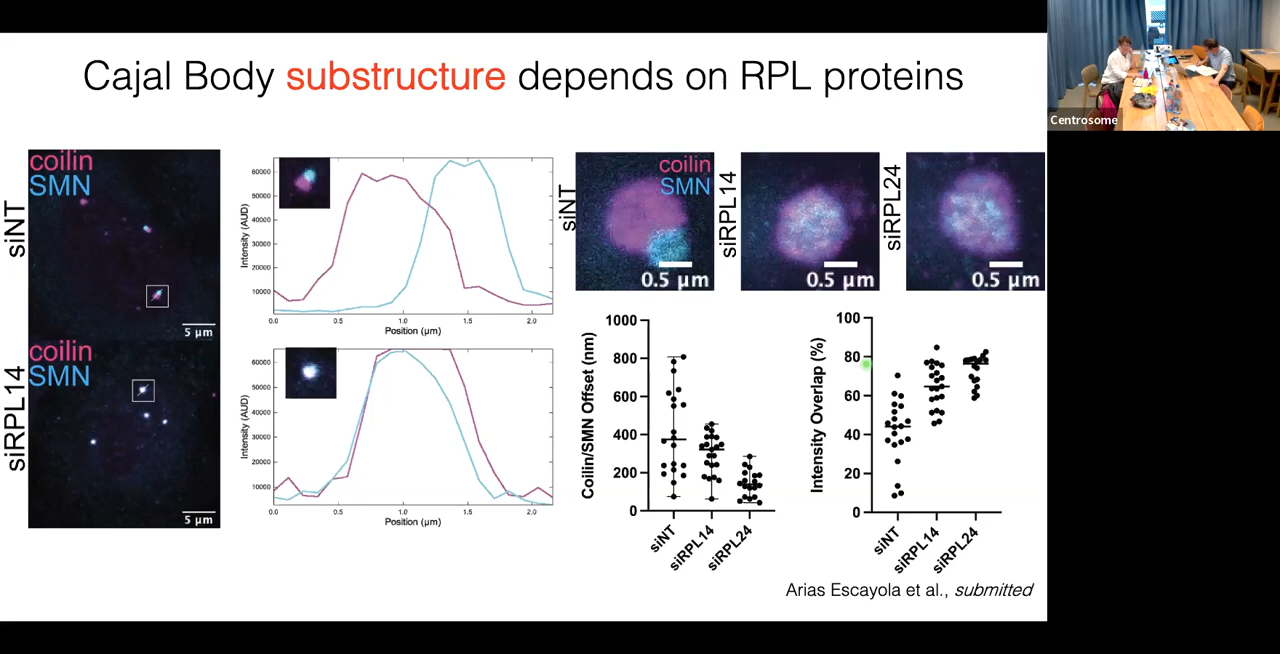 Cajal Body substructure depends on RPL proteins
Centrosome
siNT
coilin
SMN
5 µm
siRPL14
coilin
SMN
5 µm
Intensity (AUD)
60000
50000
40000
30000
20000
10000
0.0
0.5
1.0
1.5
2.0
Position (µm)
Intensity (AUD)
60000
50000
40000
30000
20000
10000
0.0
0.5
1.0
1.5
2.0
Position (µm)
siNT
coilin
SMN
0.5 µm
siRPL14
0.5 µm
siRPL24
0.5 µm
Coilin/SMN Offset (nm)
1000
800
600
400
200
0
siNT
siRPL14
siRPL24
Intensity Overlap (%)
100
80
60
40
20
0
siNT
siRPL14
siRPL24
Arias Escayola et al., submitted